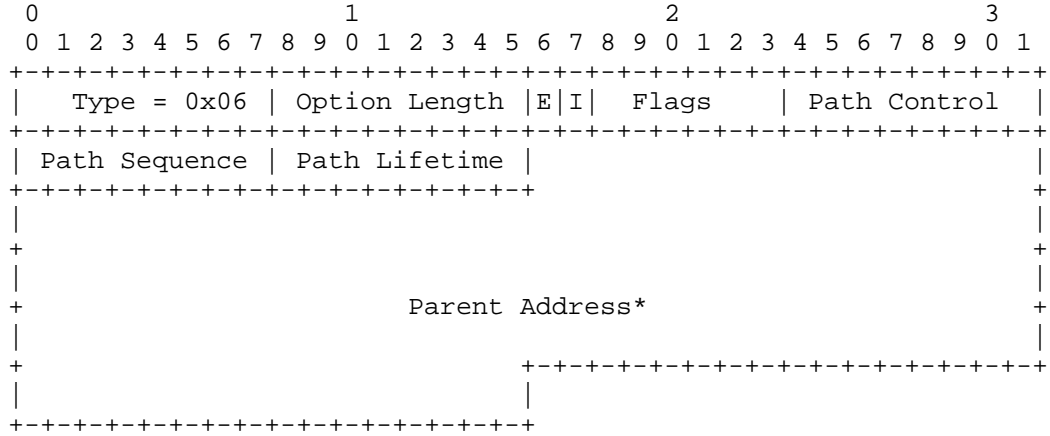 0                   1                   2                   3
 0 1 2 3 4 5 6 7 8 9 0 1 2 3 4 5 6 7 8 9 0 1 2 3 4 5 6 7 8 9 0 1
+-+-+-+-+-+-+-+-+-+-+-+-+-+-+-+-+-+-+-+-+-+-+-+-+-+-+-+-+-+-+-+-+
|   Type = 0x06 | Option Length |E|I|  Flags    | Path Control  |
+-+-+-+-+-+-+-+-+-+-+-+-+-+-+-+-+-+-+-+-+-+-+-+-+-+-+-+-+-+-+-+-+
| Path Sequence | Path Lifetime |                               |
+-+-+-+-+-+-+-+-+-+-+-+-+-+-+-+-+                               +
|                                                               |
+                                                               +
|                                                               |
+                        Parent Address*                        +
|                                                               |
+                               +-+-+-+-+-+-+-+-+-+-+-+-+-+-+-+-+
|                               |
+-+-+-+-+-+-+-+-+-+-+-+-+-+-+-+-+